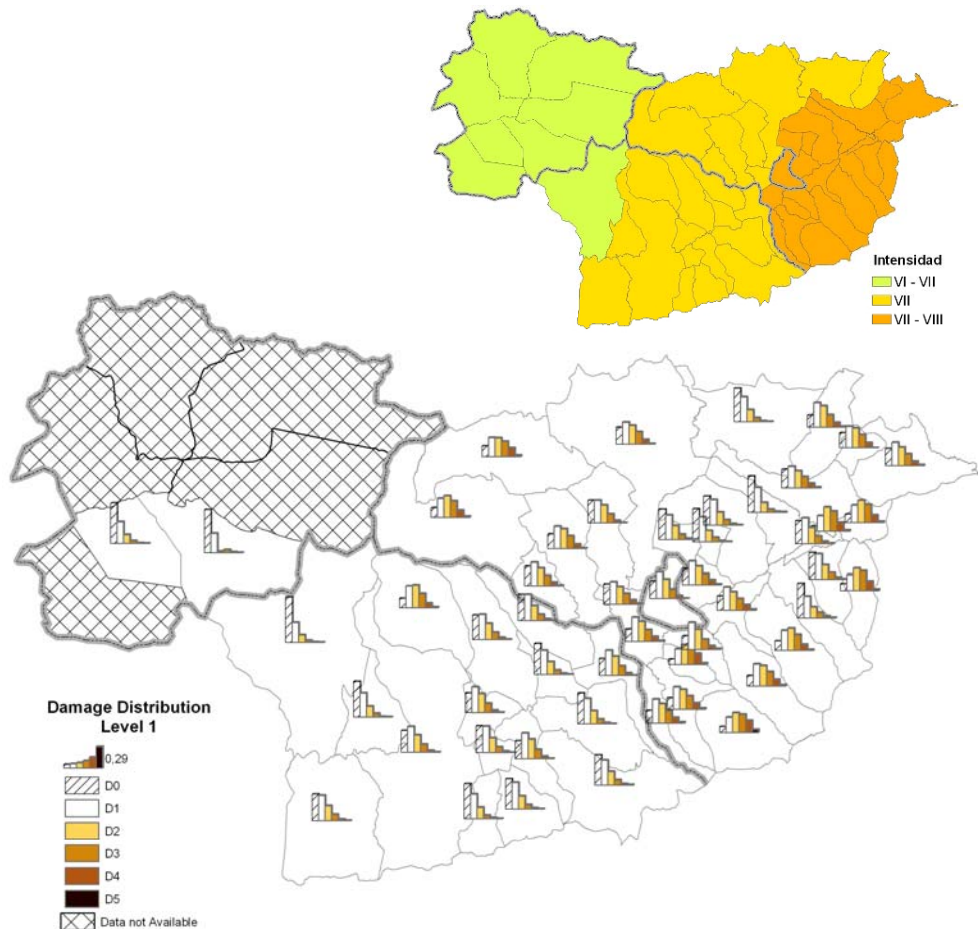 Intensidad
VI - VII
VII
VII - VIII
Damage Distribution
Level 1
0,29
D0
D1
D2
D3
D4
D5
Data not Available